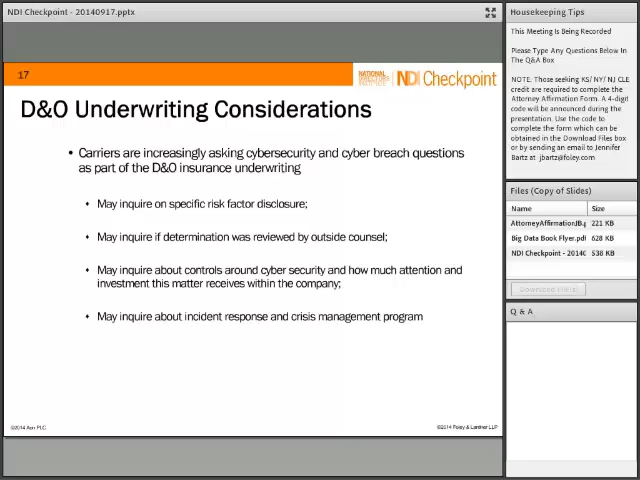 NDI Checkpoint - 20140917.pptx
17
NATIONAL
DIRECTORS
INSTITUTE
NDI Checkpoint
D&O Underwriting Considerations
• Carriers are increasingly asking cybersecurity and cyber breach questions
as part of the D&O insurance underwriting
May inquire on specific risk factor disclosure;
May inquire if determination was reviewed by outside counsel;
May inquire about controls around cyber security and how much attention and
investment this matter receives within the company;
May inquire about incident response and crisis management program
©2014 Aon PLC
©2014 Foley & Lardner LLP
Housekeeping Tips
This Meeting Is Being Recorded
Please Type Any Questions Below In
The Q&A Box
NOTE: Those seeking KS/ NY/ NJ CLE
credit are required to complete the
Attorney Affirmation Form. A 4-digit
code will be announced during the
presentation. Use the code to
complete the form which can be
obtained in the Download Files box
or by sending an email to Jennifer
Bartz at jbartz@foley.com
Files (Copy of Slides)
Name Size
AttorneyAffirmationJB.p 221 KB
Big Data Book Flyer.pdf 628 KB
NDI Checkpoint - 2014( 538 KB
Download File(s)
Q & A